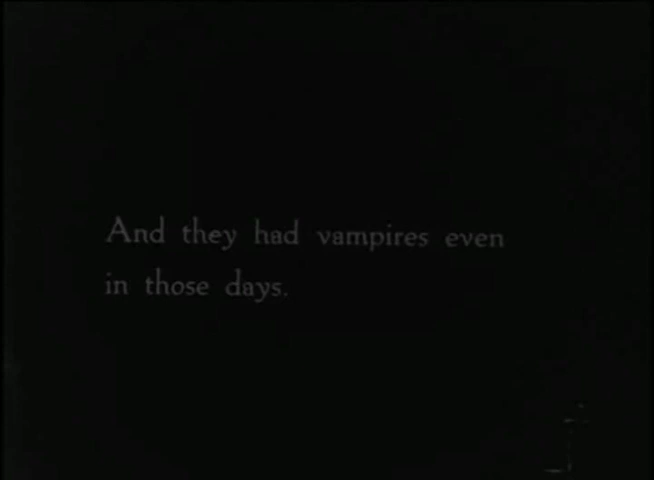 And they had vampires even
in those days.